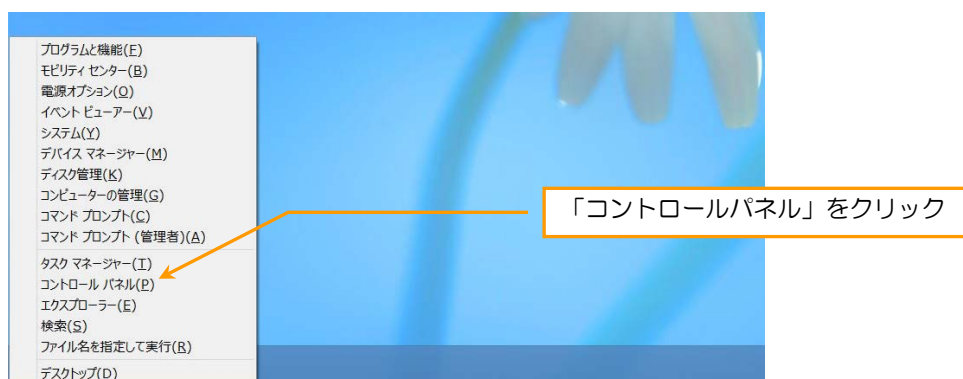 プログラムと機能(F)
モビリティ センター(B)
電源オプション(O)
イベント ビューアー(V)
システム(Y)
デバイス マネージャー(M)
ディスク管理(K)
コンピューターの管理(G)
コマンド プロンプト(C)
コマンド プロンプト (管理者)(A)
タスク マネージャー(T)
コントロール パネル(P)
エクスプローラー(E)
検索(S)
ファイル名を指定して実行(R)
デスクトップ(D)
「コントロールパネル」をクリック